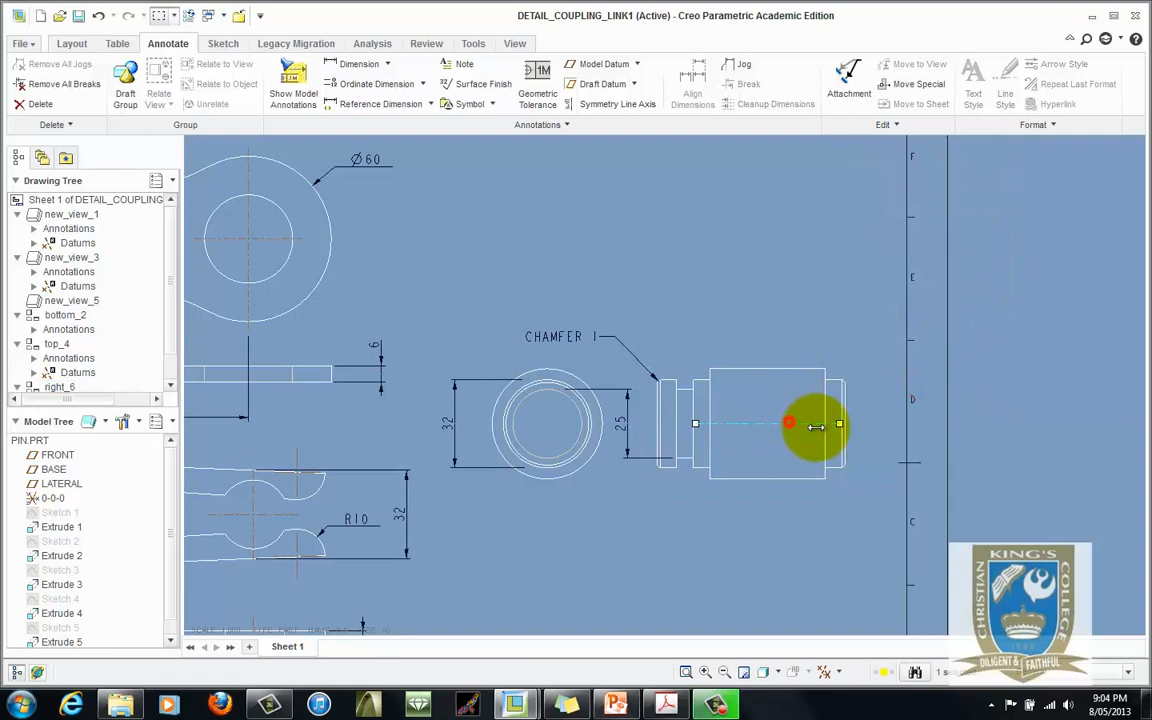 DETAIL_COUPLING_LINK1 (Active) - Creo Parametric Academic Edition
File Layout Table Annotate Sketch Legacy Migration Analysis Review Tools View
Remove All Jogs
Remove All Breaks
Delete
Draft Group
Relate View
Relate to View
Relate to Object
Unrelate
Show Model Annotations
Dimension
Ordinate Dimension
Reference Dimension
Note
Surface Finish
Symbol
Geometric Tolerance
Model Datum
Draft Datum
Symmetry Line Axis
Align Dimensions
Jog
Break
Cleanup Dimensions
Attachment
Move to View
Move Special
Move to Sheet
Text Style
Line Style
Arrow Style
Repeat Last Format
Hyperlink
Delete Group Annotations Edit Format
Drawing Tree
Sheet 1 of DETAIL_COUPLING
new_view_1
Annotations
Datums
new_view_3
Annotations
Datums
new_view_5
bottom_2
Annotations
top_4
Annotations
Datums
right_6
Model Tree
PIN.PRT
FRONT
BASE
LATERAL
0-0-0
Sketch 1
Extrude 1
Sketch 2
Extrude 2
Sketch 3
Extrude 3
Sketch 4
Extrude 4
Sketch 5
Extrude 5
Ø60
6
CHAMFER 1
32
25
R10
32
F
E
D
C
Sheet 1
CHRISTIAN
KING'S
COLLEGE
DILIGENT & FAITHFUL
9:04 PM
8/05/2013